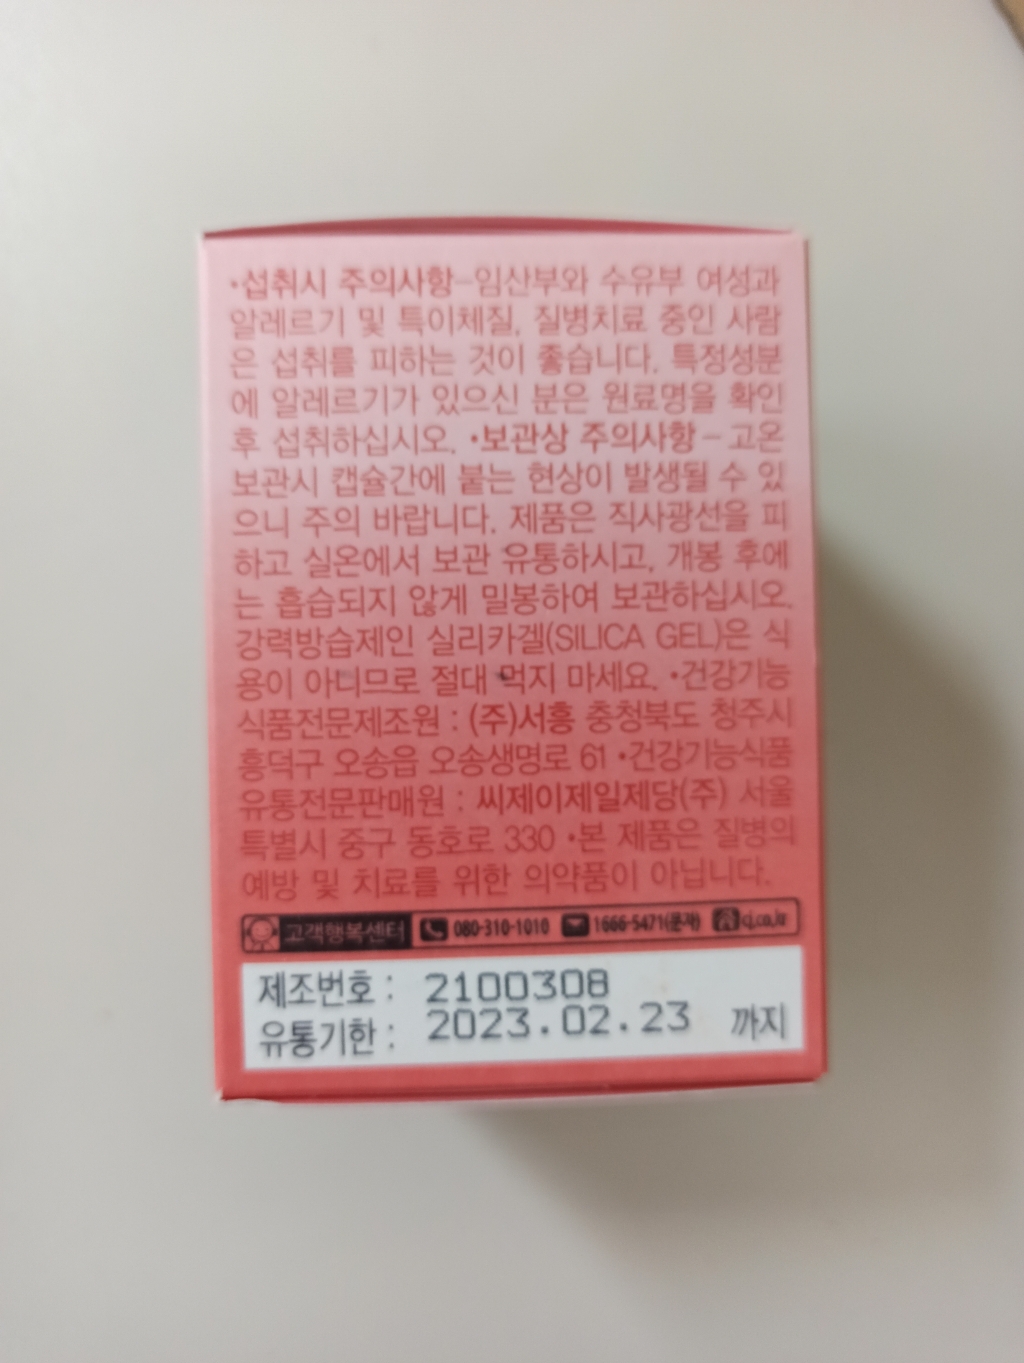 •섭취시 주의사항-임산부와 수유부 여성과
알레르기 및 특이체질, 질병치료 중인 사람
은 섭취를 피하는 것이 좋습니다. 특정성분
에 알레르기가 있으신 분은 원료명을 확인
후 섭취하십시오. •보관상 주의사항 - 고온
보관시 캡슐간에 붙는 현상이 발생될 수 있
으니 주의 바랍니다. 제품은 직사광선을 피
하고 실온에서 보관 유통하시고, 개봉 후에
는 흡습되지 않게 밀봉하여 보관하십시오.
강력방습제인 실리카겔(SILICA GEL)은 식
용이 아니므로 절대 먹지 마세요. •건강기능
식품전문제조원 : (주)서흥 충청북도 청주시
흥덕구 오송읍 오송생명로 61 •건강기능식품
유통전문판매원 : 씨제이제일제당(주) 서울
특별시 중구 동호로 330 •본 제품은 질병의
예방 및 치료를 위한 의약품이 아닙니다.
고객행복센터 080-310-1010 1666-5471(문자) cj.co.kr
제조번호 : 2100308
유통기한 : 2023.02.23 까지